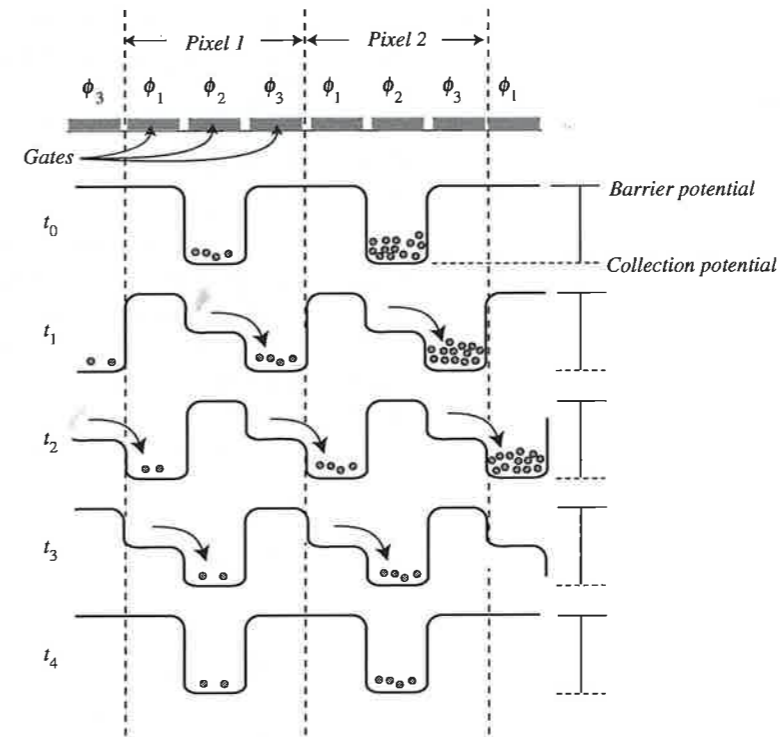 Pixel 1 Pixel 2
ϕ3 ϕ1 ϕ2 ϕ3 ϕ1 ϕ2 ϕ3 ϕ1
Gates
Barrier potential
t0
Collection potential
t1
t2
t3
t4